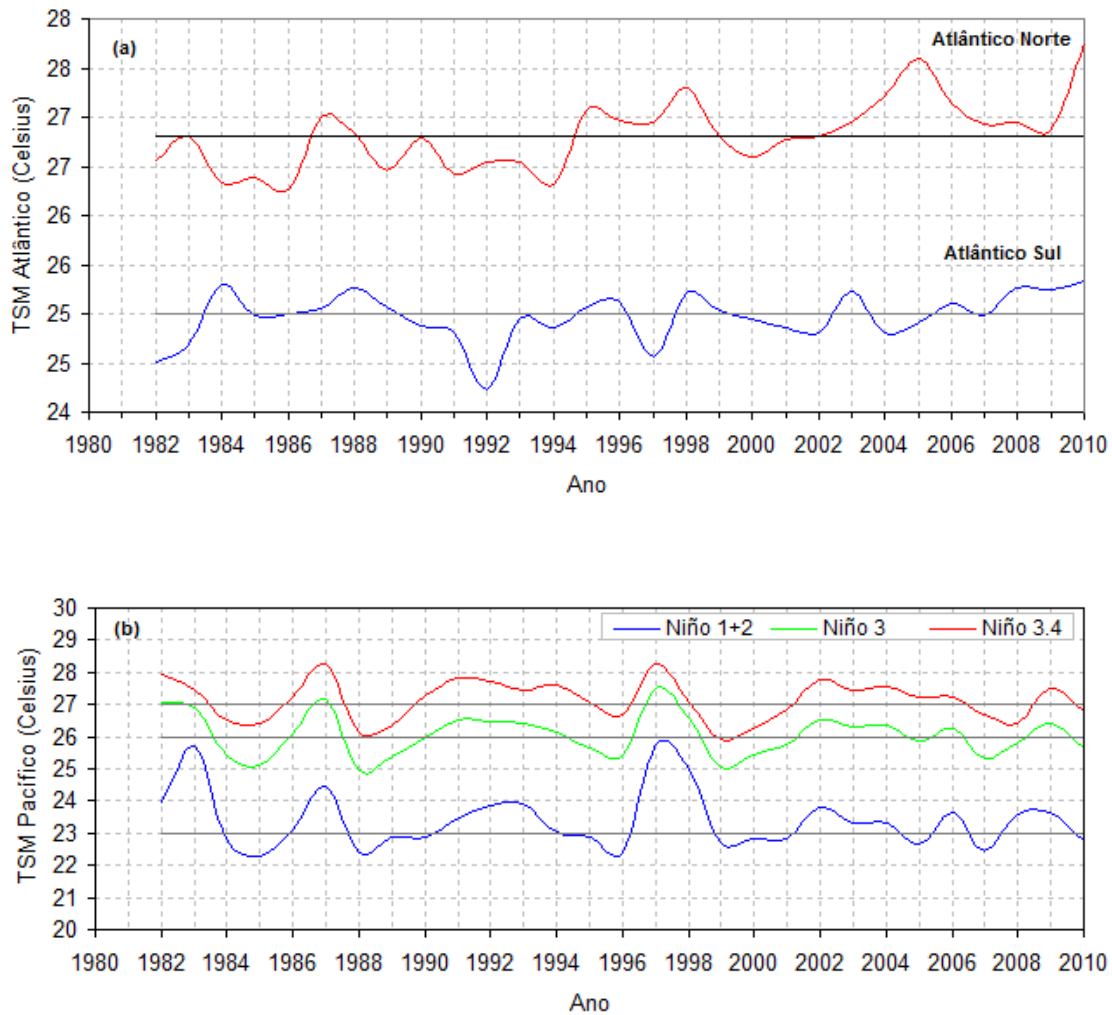 28
(a)
Atlântico Norte
28
27
27
26
26
Atlântico Sul
25
25
24
TSM Atlântico (Celsius)
1980 1982 1984 1986 1988 1990 1992 1994 1996 1998 2000 2002 2004 2006 2008 2010
Ano
30
(b)
Niño 1+2 Niño 3 Niño 3.4
29
28
27
26
25
24
23
22
21
20
TSM Pacífico (Celsius)
1980 1982 1984 1986 1988 1990 1992 1994 1996 1998 2000 2002 2004 2006 2008 2010
Ano